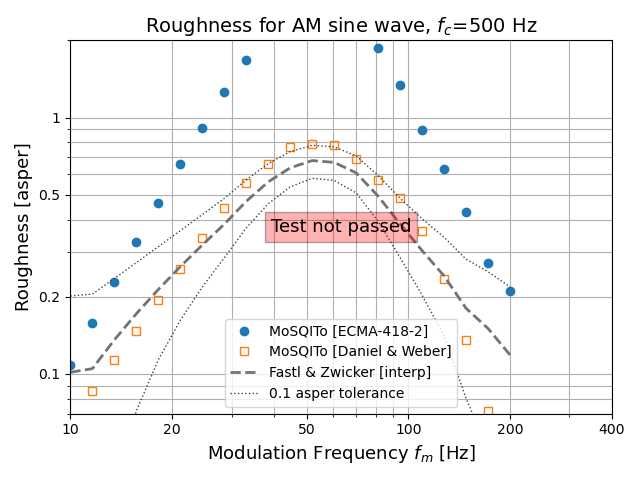 Roughness for AM sine wave, f_c=500 Hz
Roughness [asper]
1
0.5
0.2
0.1
Test not passed
MoSQITo [ECMA-418-2]
MoSQITo [Daniel & Weber]
Fastl & Zwicker [interp]
0.1 asper tolerance
10 20 50 100 200 400
Modulation Frequency f_m [Hz]